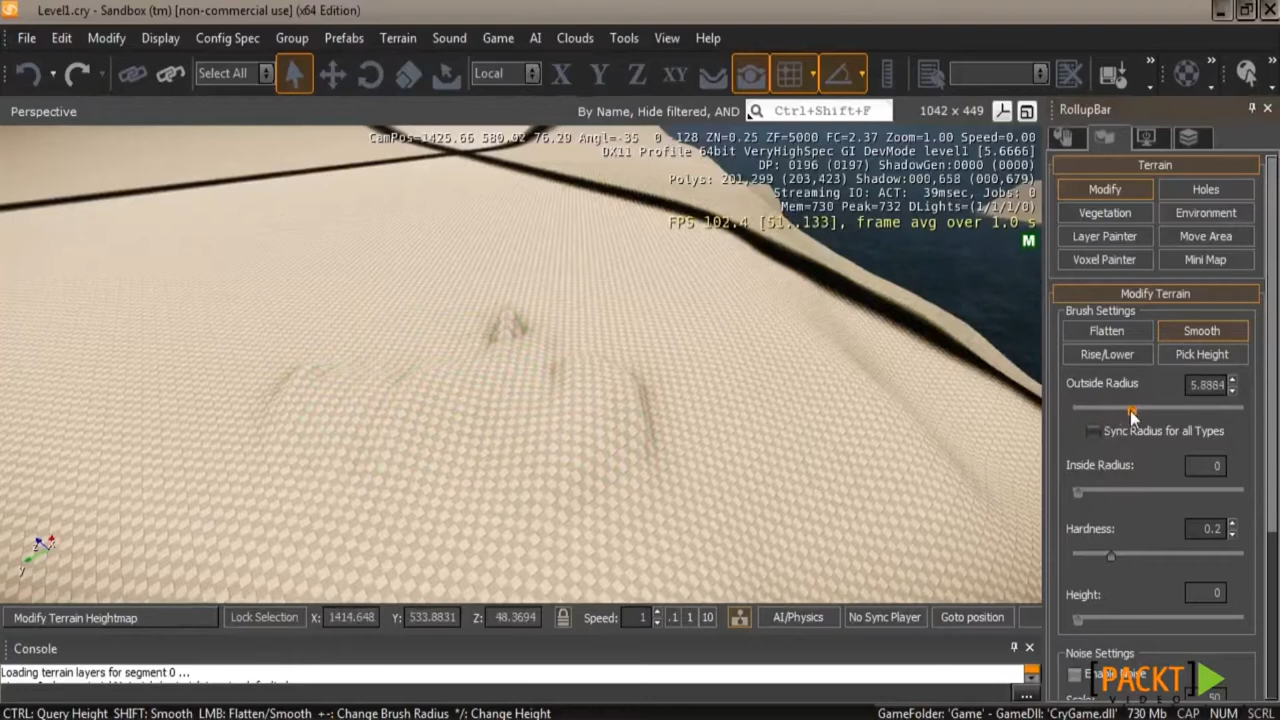 Level1.cry - Sandbox (tm) [non-commercial use] (x64 Edition)
File Edit Modify Display Config Spec Group Prefabs Terrain Sound Game AI Clouds Tools View Help
Select All Local X Y Z XY
Perspective By Name, Hide filtered, AND Ctrl+Shift+F 1042 x 449 RollupBar
CamPos=1425.66 580.92 76.29 Angl=-35 0 128 ZN=0.25 ZF=5000 FC=2.37 Zoom=1.00 Speed=0.00
DX11 Profile 64bit VeryHighSpec GI DevMode level1 [5.6666]
DP: 0196 (0197) ShadowGen:0000 (0000)
Polys: 201,299 (203,423) Shadow:000,658 (000,679)
Streaming IO: ACT: 39msec, Jobs: 0
Mem=730 Peak=732 DLights=(1/1/1/0)
FPS 102.4 [51..133], frame avg over 1.0 s
M
Terrain
Modify Holes
Vegetation Environment
Layer Painter Move Area
Voxel Painter Mini Map
Modify Terrain
Brush Settings
Flatten Smooth
Rise/Lower Pick Height
Outside Radius 5.8884
Sync Radius for all Types
Inside Radius: 0
Hardness: 0.2
Height: 0
Noise Settings
z x
y
Modify Terrain Heightmap Lock Selection X: 1414.648 Y: 533.8831 Z: 48.3694 Speed: 1 .1 1 10 AI/Physics No Sync Player Goto position
Console
Loading terrain layers for segment 0 ...
[PACKT]
VIDEO
50
CTRL: Query Height SHIFT: Smooth LMB: Flatten/Smooth +-: Change Brush Radius */: Change Height GameFolder: 'Game' - GameDll: 'CryGame.dll' 730 Mb CAP NUM SCRL